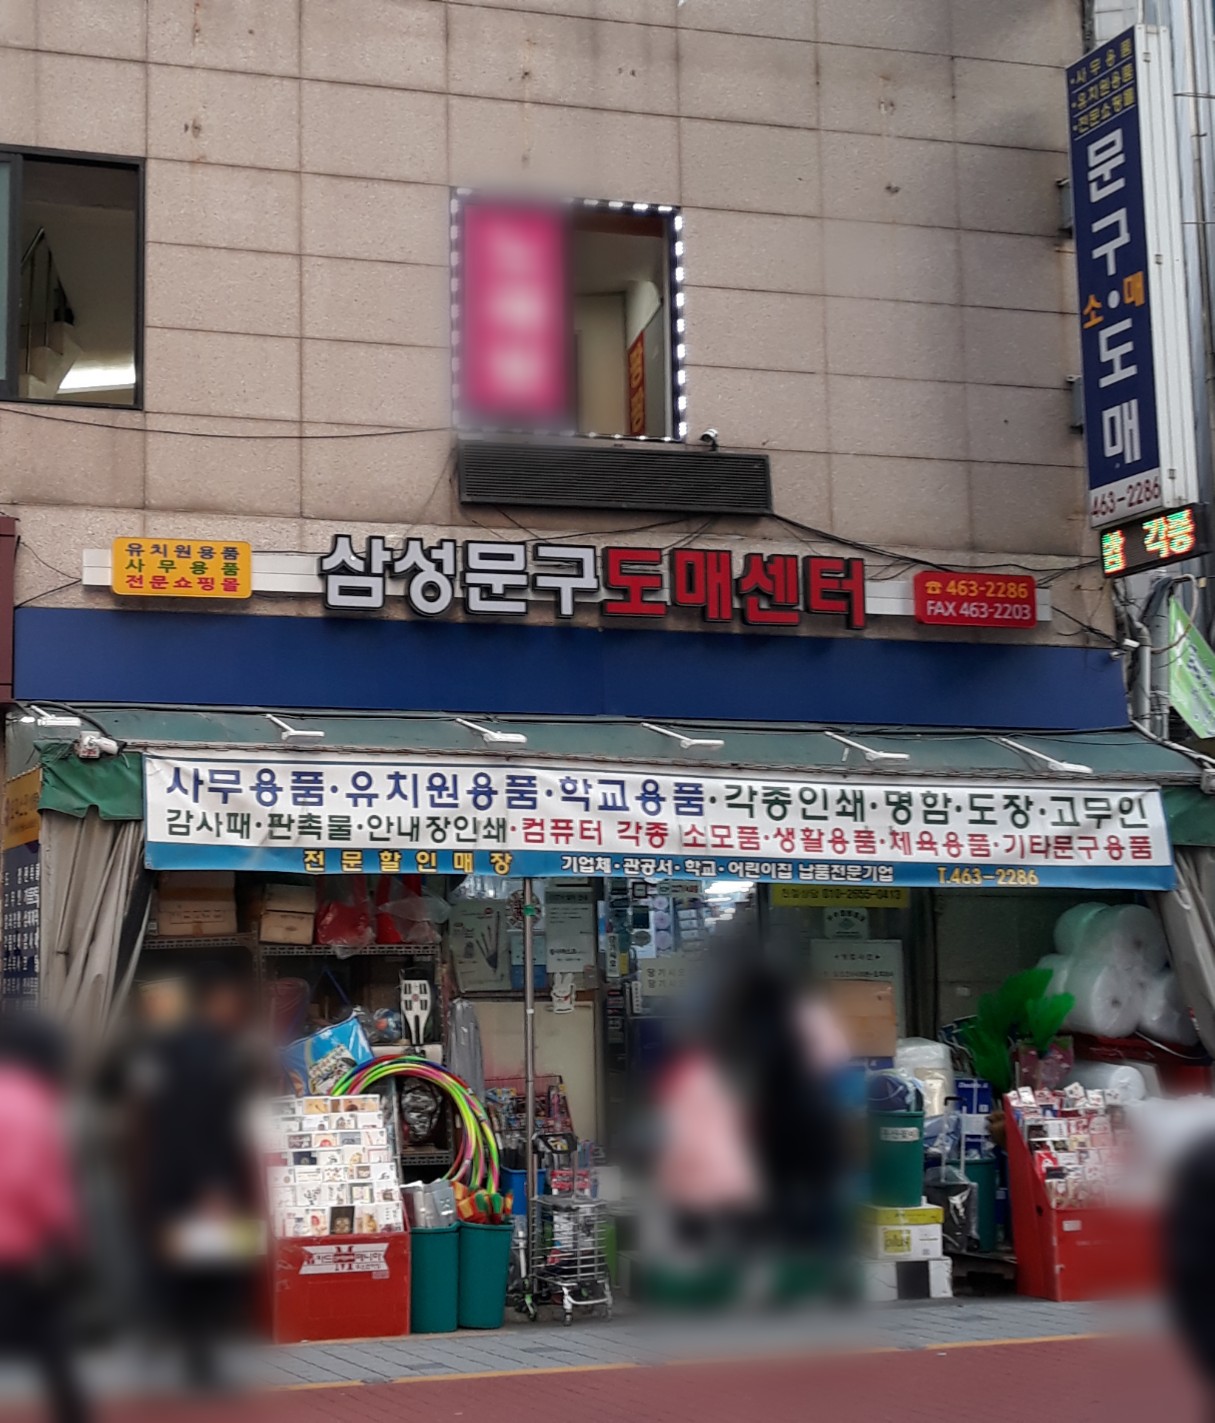 사무용품
유치원용품
전문쇼핑몰
문구·도매
소매
463-2286
각종
유치원용품
사무용품
전문쇼핑몰
삼성문구도매센터
☎ 463-2286
FAX 463-2203
사무용품·유치원용품·학교용품·각종인쇄·명함·도장·고무인
감사패·판촉물·안내장인쇄·컴퓨터 각종 소모품·생활용품·체육용품·기타문구용품
전문할인매장
기업체·관공서·학교·어린이집 납품전문기업
T.463-2286